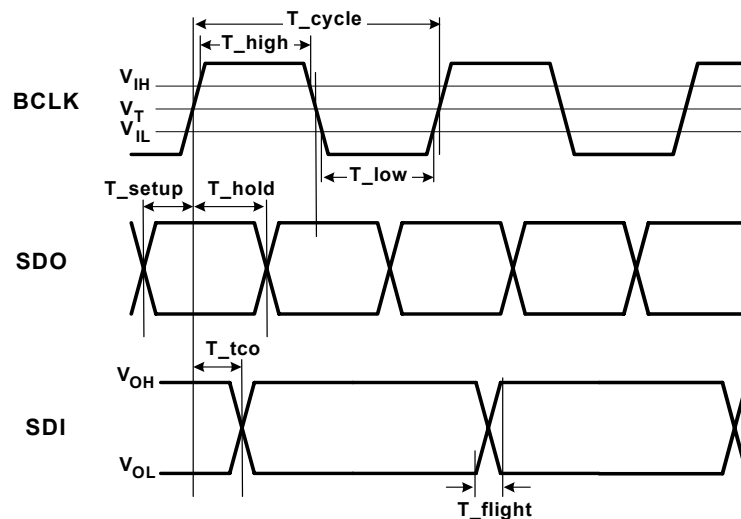 T_cycle
T_high
V_IH
BCLK
V_T
V_IL
T_low
T_setup
T_hold
SDO
T_tco
V_OH
SDI
V_OL
T_flight